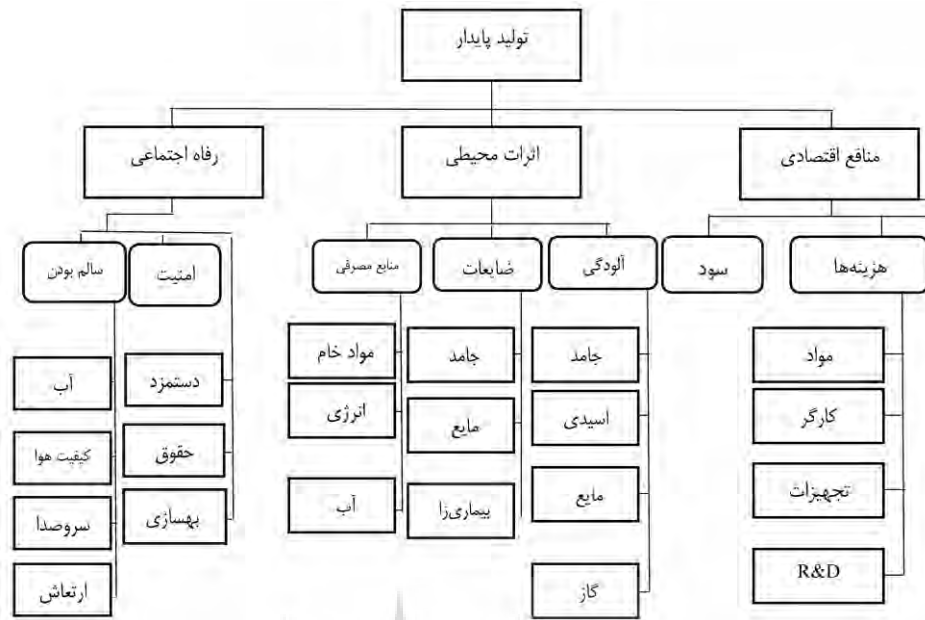 تولید پایدار
منافع اقتصادی
اثرات محیطی
رفاه اجتماعی
هزینه‌ها
سود
آلودگی
ضایعات
منابع مصرفی
امنیت
سالم بودن
مواد
جامد
جامد
مواد خام
دستمزد
آب
کارگر
اسیدی
مایع
انرژی
حقوق
کیفیت هوا
تجهیزات
مایع
بیماری‌زا
آب
بهسازی
سروصدا
R&D
گاز
ارتعاش